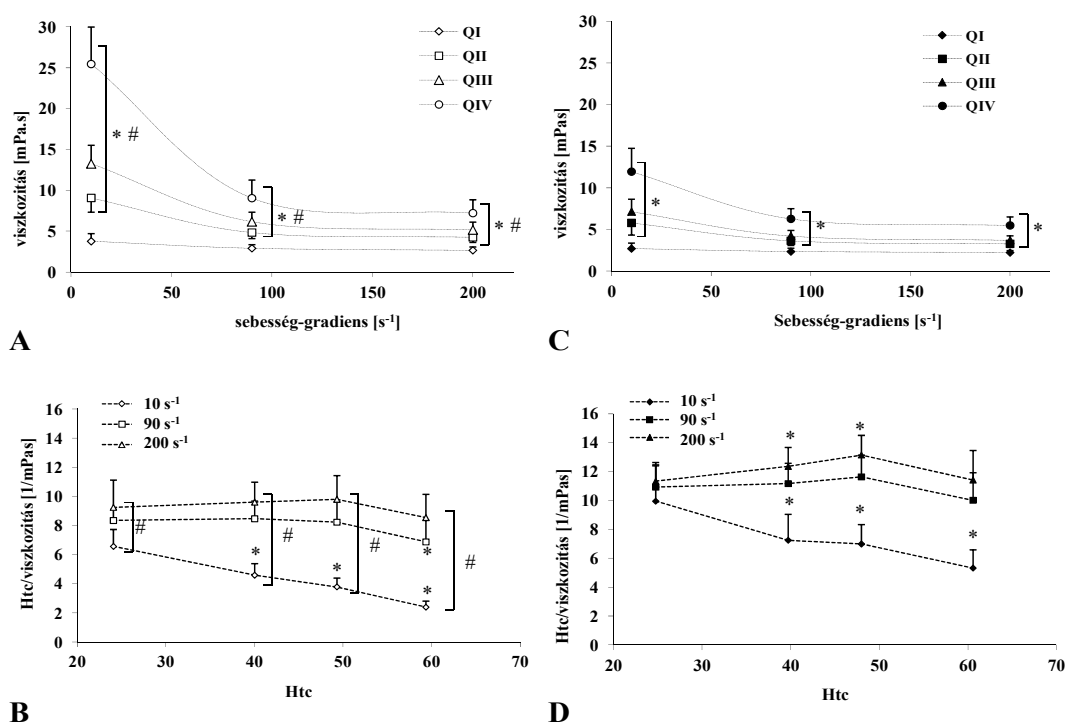 viszkozitás [mPa.s]
30
25
20
15
10
5
0
QI
QII
QIII
QIV
* #
* #
* #
0
50
100
150
200
sebesség-gradiens [s-1]
A
viszkozitás [mPas]
30
25
20
15
10
5
0
QI
QII
QIII
QIV
*
*
*
0
50
100
150
200
Sebesség-gradiens [s-1]
C
Htc/viszkozitás [1/mPas]
16
14
12
10
8
6
4
2
0
10 s-1
90 s-1
200 s-1
#
*
#
*
#
*
*
#
20
30
40
50
60
70
Htc
B
Htc/viszkozitás [1/mPas]
16
14
12
10
8
6
4
2
0
10 s-1
90 s-1
200 s-1
*
*
*
*
*
20
30
40
50
60
70
Htc
D